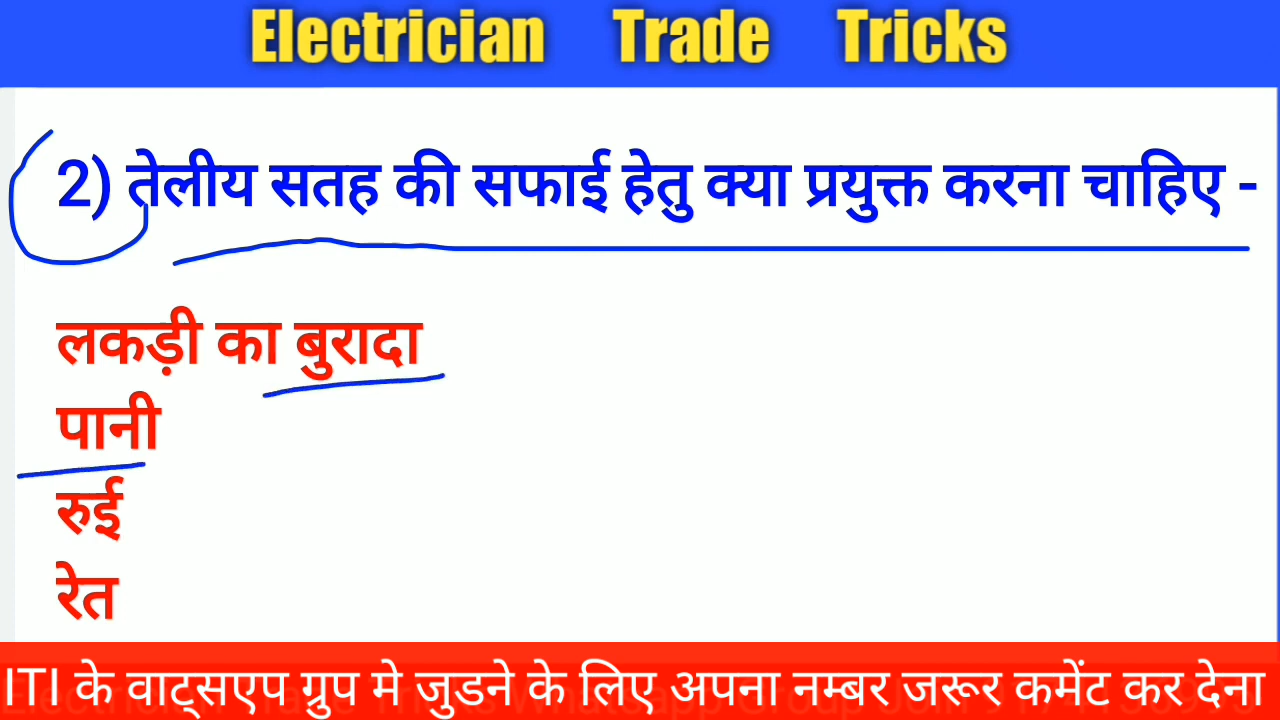 Electrician Trade Tricks
2) तेलीय सतह की सफाई हेतु क्या प्रयुक्त करना चाहिए -
लकड़ी का बुरादा
पानी
रुई
रेत
ITI के वाट्सएप ग्रुप मे जुडने के लिए अपना नम्बर जरूर कमेंट कर देना